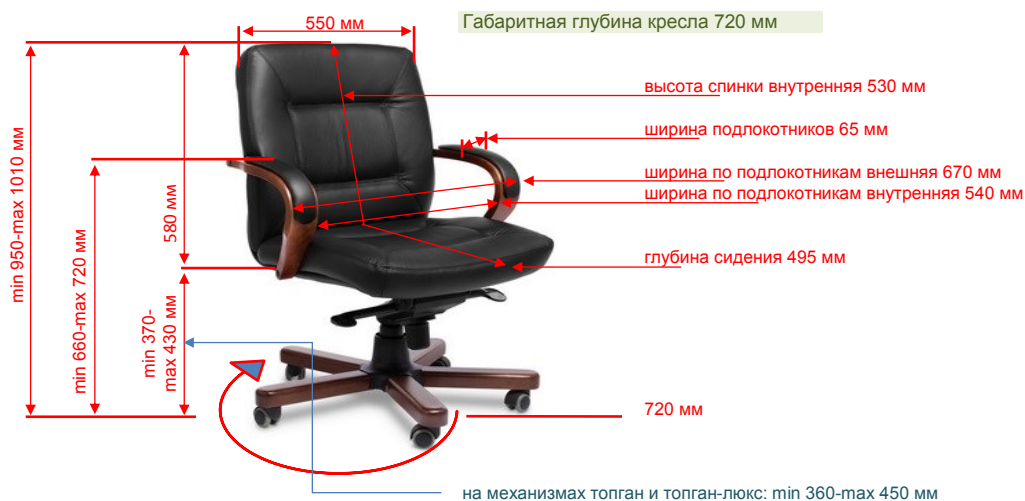 550 мм
Габаритная глубина кресла 720 мм
высота спинки внутренняя 530 мм
ширина подлокотников 65 мм
ширина по подлокотникам внешняя 670 мм
ширина по подлокотникам внутренняя 540 мм
глубина сидения 495 мм
min 950-max 1010 мм
min 660-max 720 мм
580 мм
min 370-
max 430 мм
720 мм
на механизмах топган и топган-люкс: min 360-max 450 мм